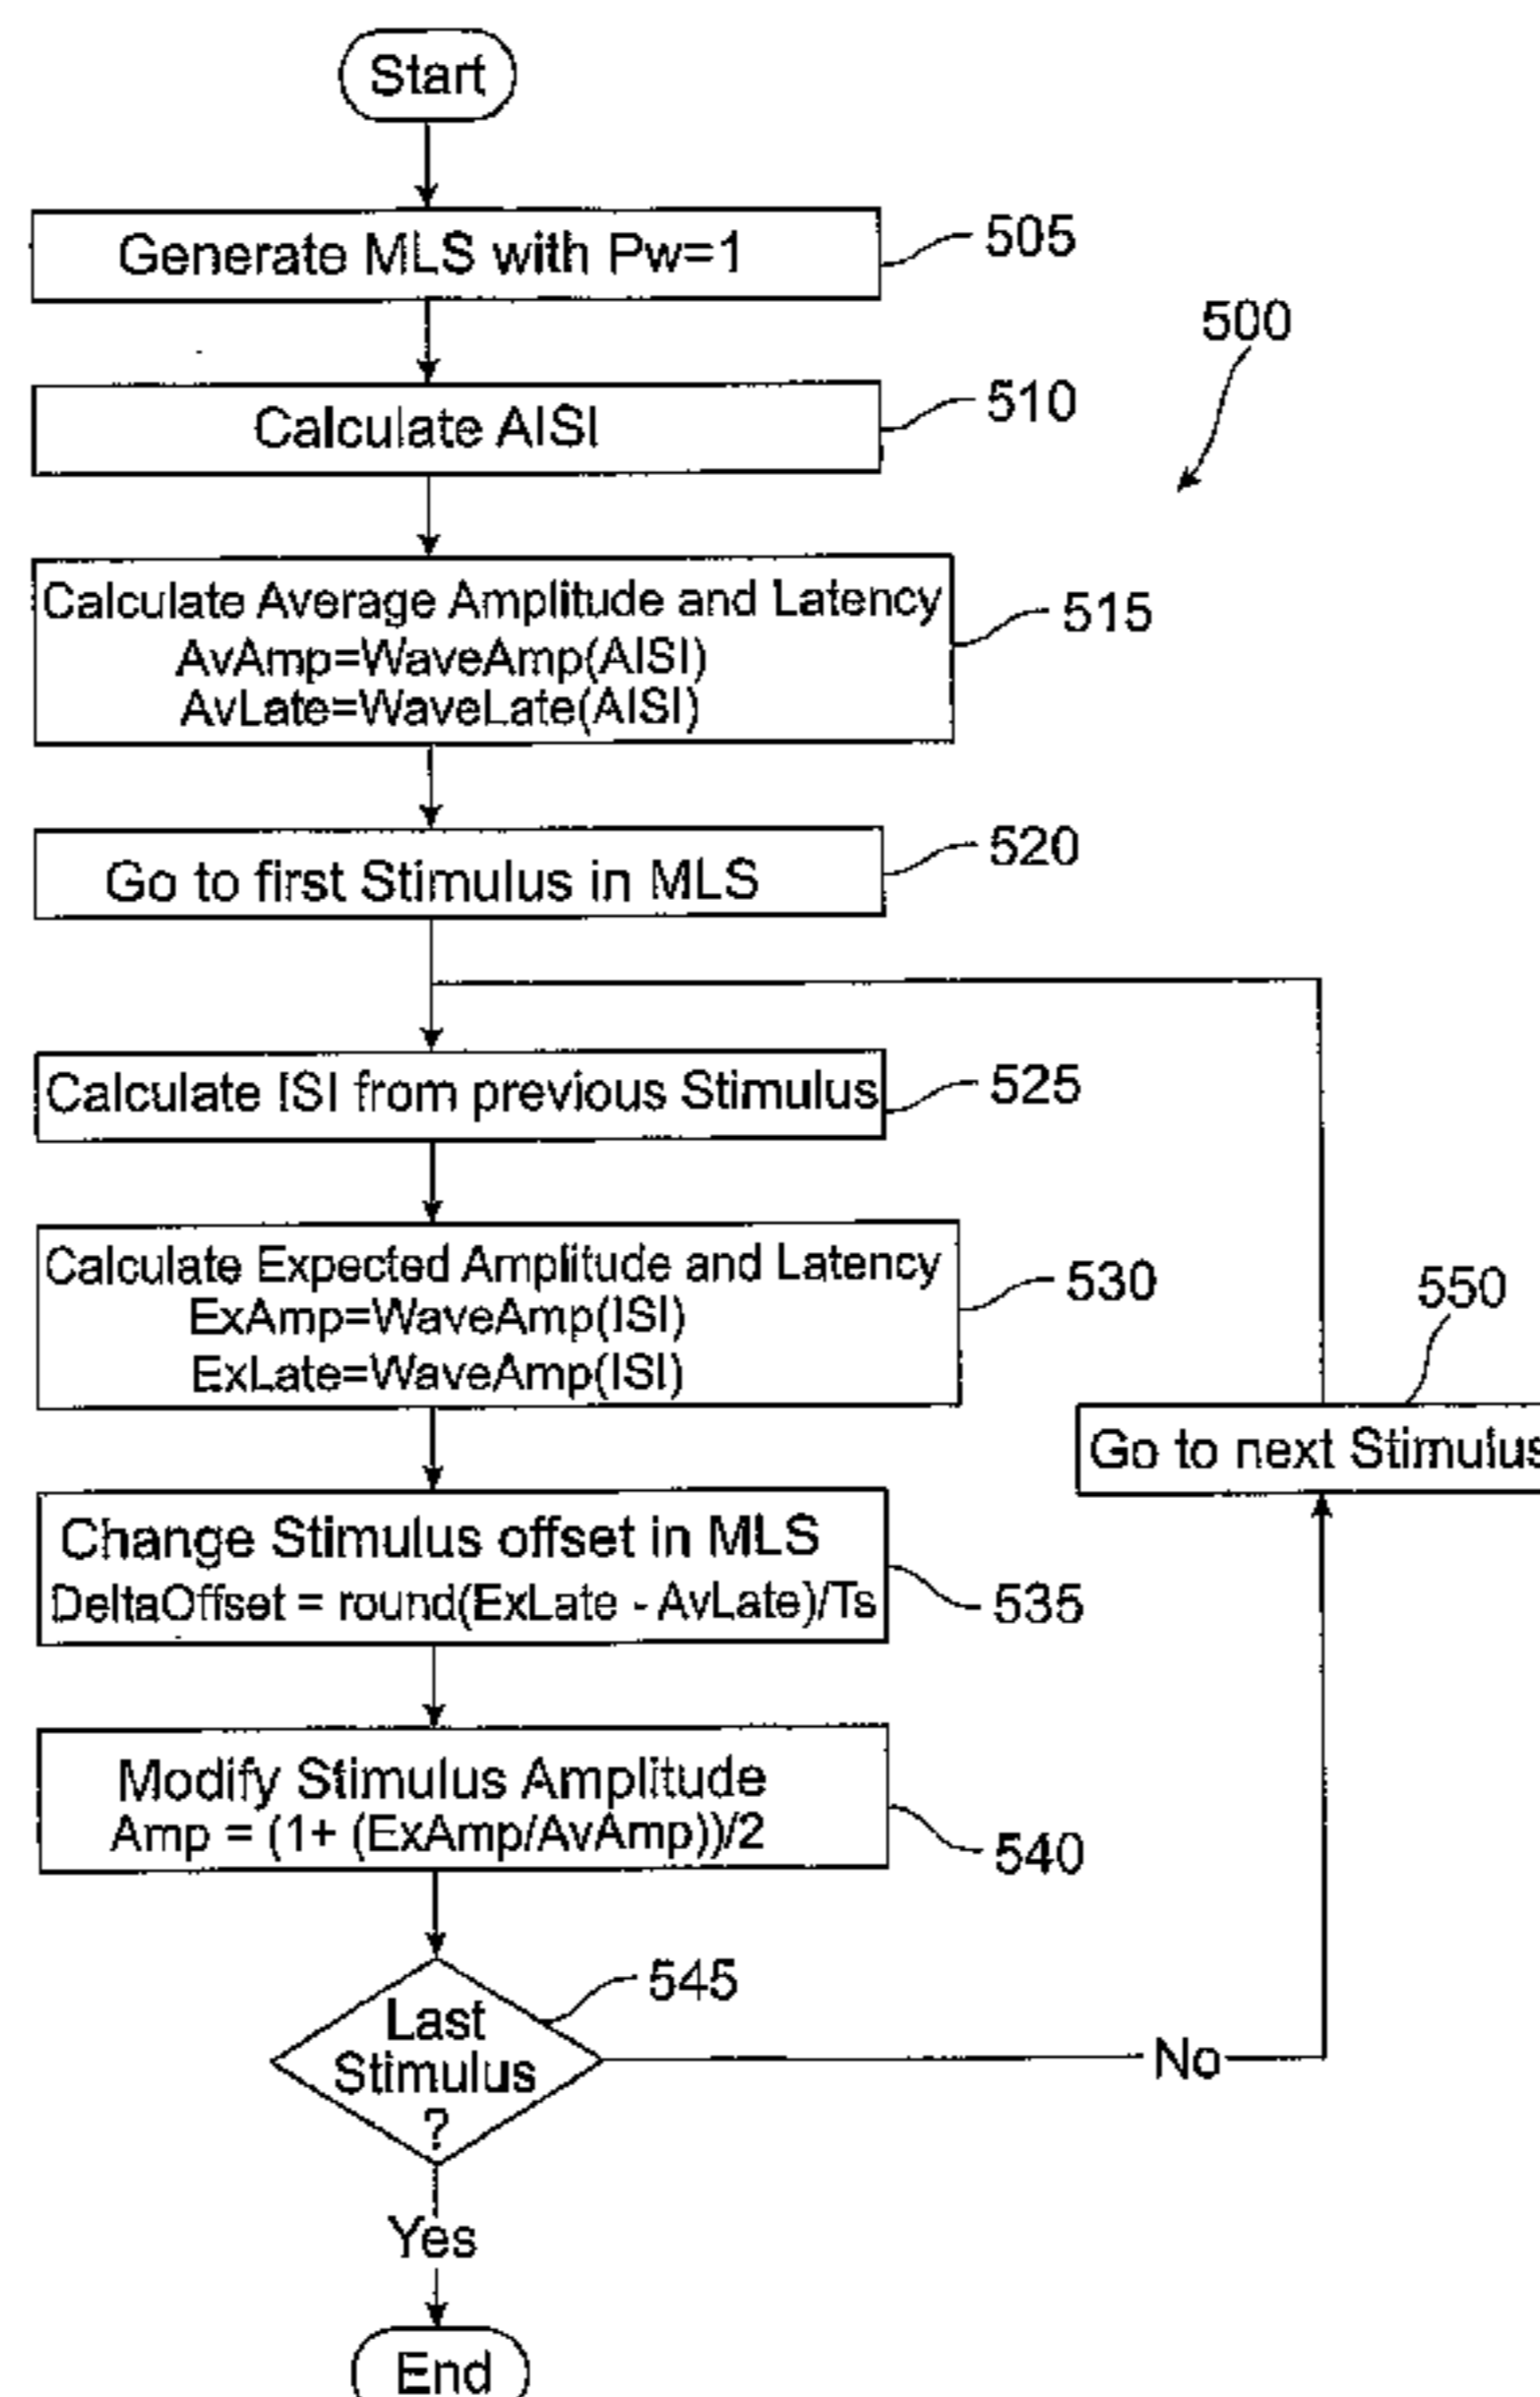 Start
Generate MLS with Pw=1
505
500
Calculate AISI
510
Calculate Average Amplitude and Latency
AvAmp=WaveAmp(AISI)
AvLate=WaveLate(AISI)
515
Go to first Stimulus in MLS
520
Calculate ISI from previous Stimulus
525
Calculate Expected Amplitude and Latency
ExAmp=WaveAmp(ISI)
ExLate=WaveAmp(ISI)
530
550
Go to next Stimulus
Change Stimulus offset in MLS
DeltaOffset = round(ExLate - AvLate)/Ts
535
Modify Stimulus Amplitude
Amp = (1+ (ExAmp/AvAmp))/2
540
545
Last
Stimulus
?
No
Yes
End